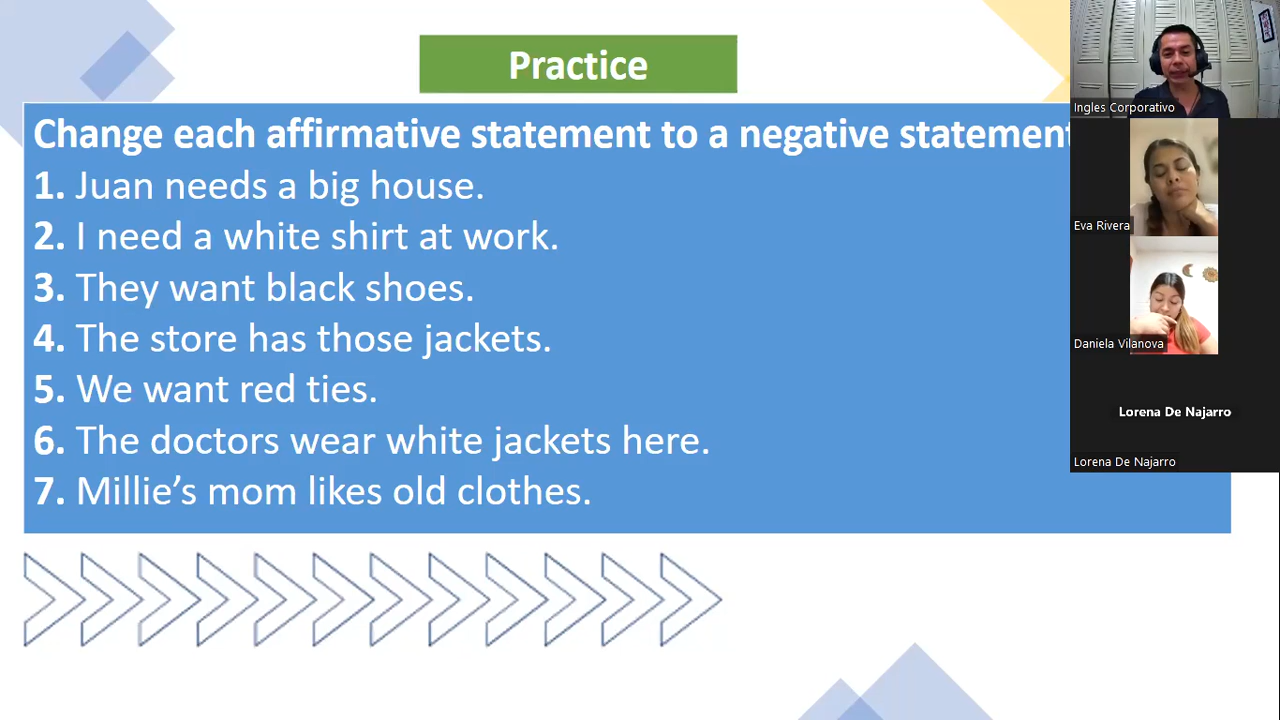 Practice
Change each affirmative statement to a negative statement
1. Juan needs a big house.
2. I need a white shirt at work.
3. They want black shoes.
4. The store has those jackets.
5. We want red ties.
6. The doctors wear white jackets here.
7. Millie’s mom likes old clothes.
Ingles Corporativo
Eva Rivera
Daniela Vilanova
Lorena De Najarro
Lorena De Najarro